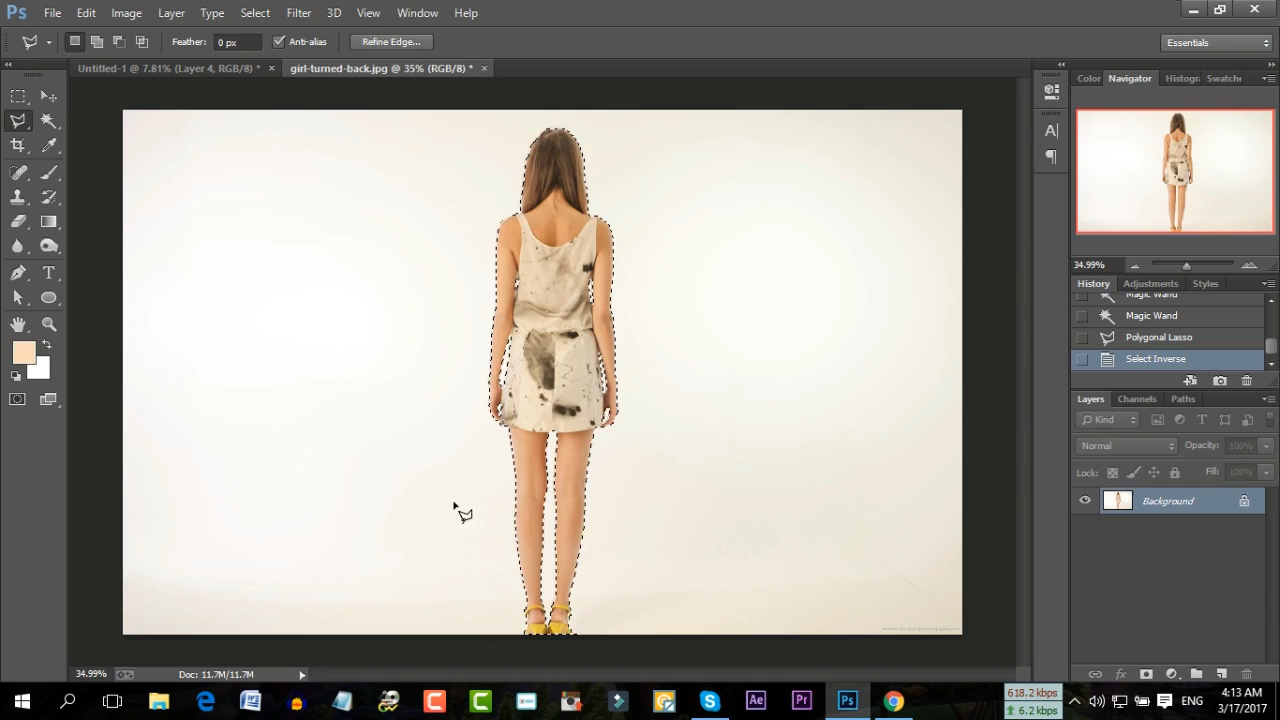 Ps File Edit Image Layer Type Select Filter 3D View Window Help
Feather: 0 px Anti-alias Refine Edge... Essentials
Untitled-1 @ 7.81% (Layer 4, RGB/8) * × girl-turned-back.jpg @ 35% (RGB/8) * ×
Color Navigator Histogr Swatche
34.99%
History Adjustments Styles
Magic Wand
Magic Wand
Polygonal Lasso
Select Inverse
Layers Channels Paths
Kind
Normal Opacity: 100%
Lock: Fill: 100%
Background
34.99% Doc: 11.7M/11.7M
618.2 kbps
6.2 kbps
ENG
4:13 AM
3/17/2017